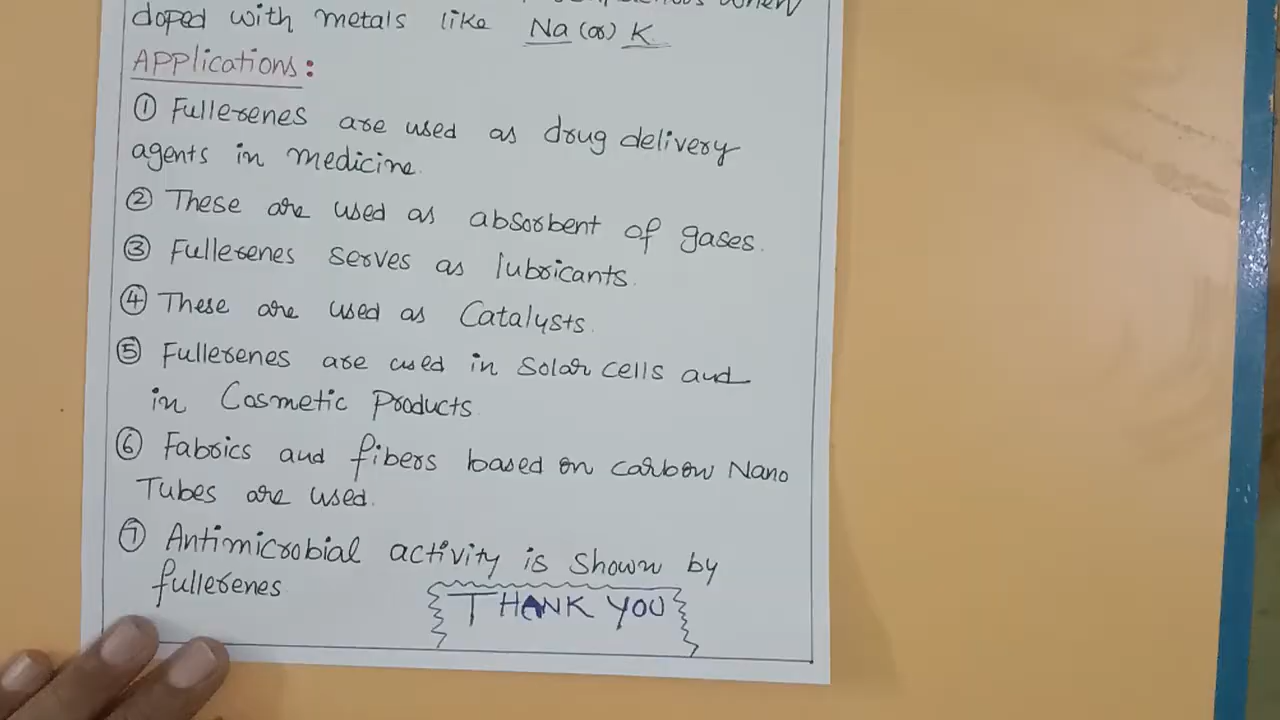 when
doped with metals like Na (or) K.
Applications:
① Fullerenes are used as drug delivery
agents in medicine.
② These are used as absorbent of gases.
③ Fullerenes serves as lubricants.
④ These are used as Catalysts.
⑤ Fullerenes are used in Solar cells and
in Cosmetic Products
⑥ Fabrics and fibers based on carbon Nano
Tubes are used.
⑦ Antimicrobial activity is shown by
fullerenes
THANK YOU